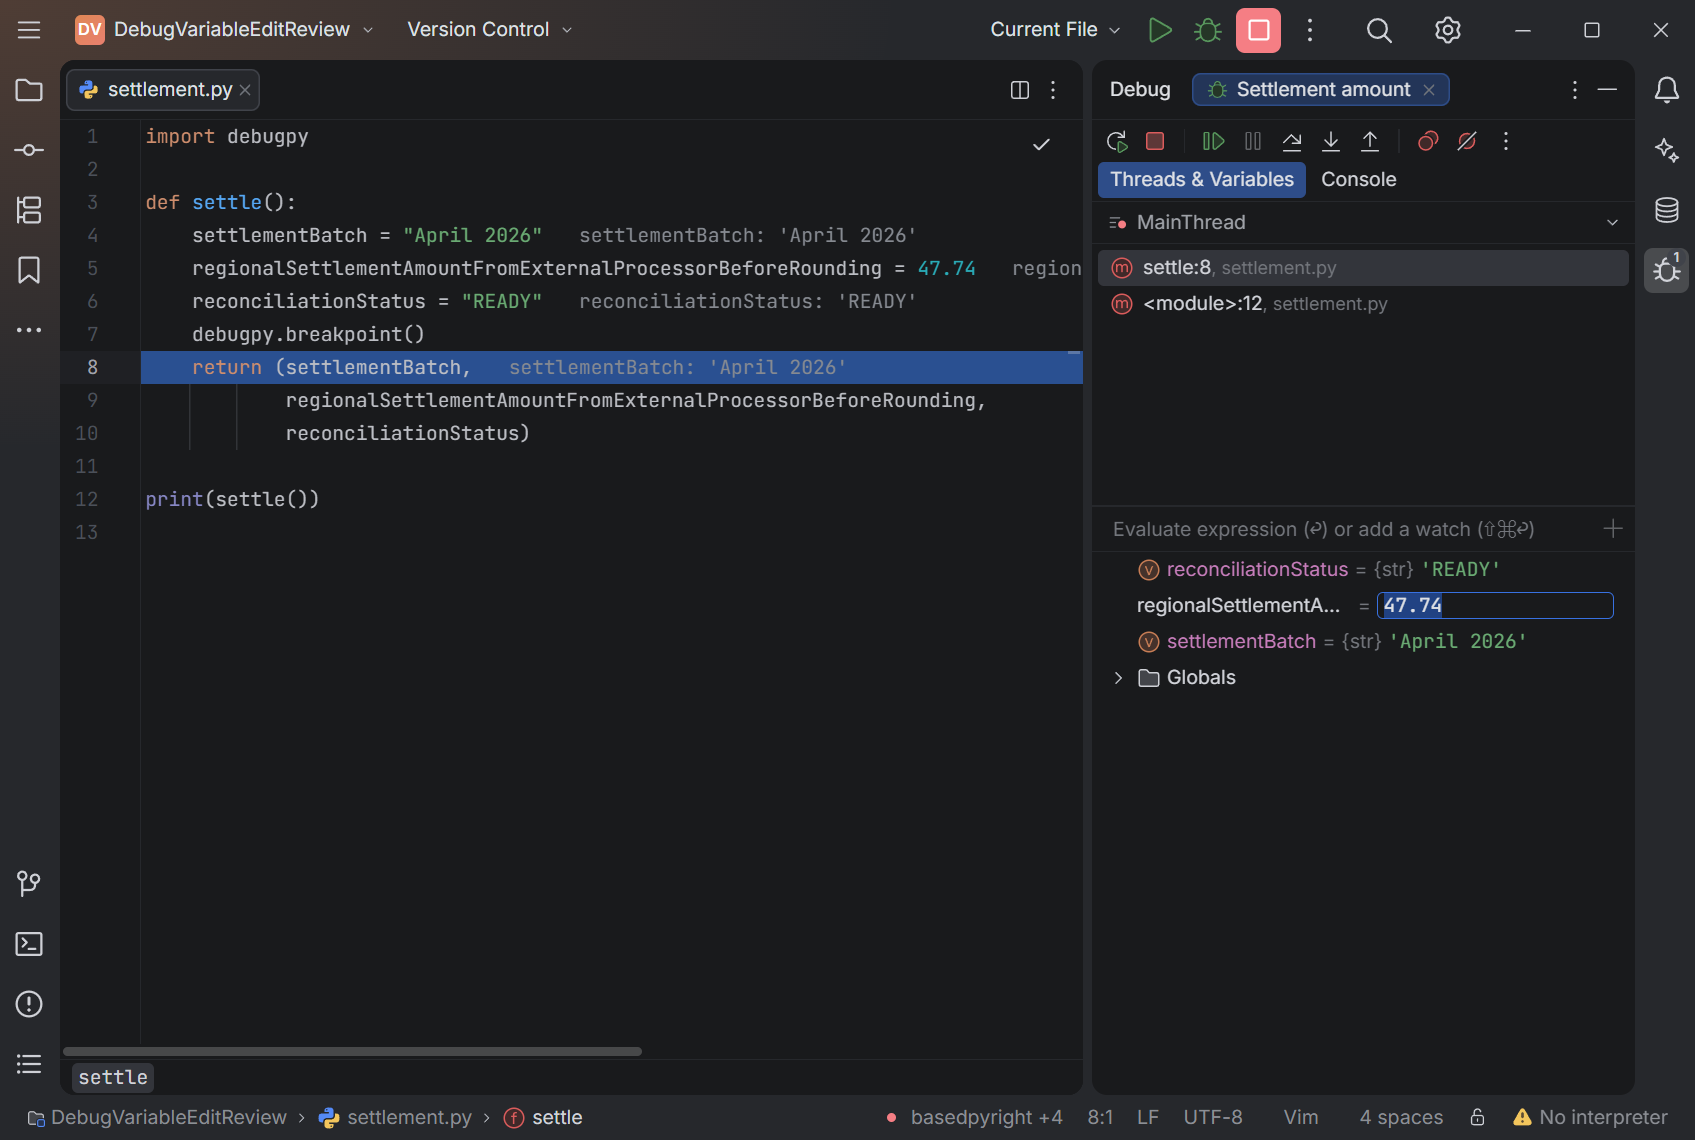 DV DebugVariableEditReview Version Control Current File
settlement.py
1 import debugpy
2
3 def settle():
4 settlementBatch = "April 2026" settlementBatch: 'April 2026'
5 regionalSettlementAmountFromExternalProcessorBeforeRounding = 47.74 region
6 reconciliationStatus = "READY" reconciliationStatus: 'READY'
7 debugpy.breakpoint()
8 return (settlementBatch, settlementBatch: 'April 2026'
9 regionalSettlementAmountFromExternalProcessorBeforeRounding,
10 reconciliationStatus)
11
12 print(settle())
13
settle
Debug Settlement amount
Threads & Variables Console
MainThread
settle:8, settlement.py
<module>:12, settlement.py
Evaluate expression (⏎) or add a watch (⇧⌘⏎)
V reconciliationStatus = {str} 'READY'
regionalSettlementA... = 47.74
V settlementBatch = {str} 'April 2026'
Globals
1
DebugVariableEditReview › settlement.py › f settle basedpyright +4 8:1 LF UTF-8 Vim 4 spaces No interpreter